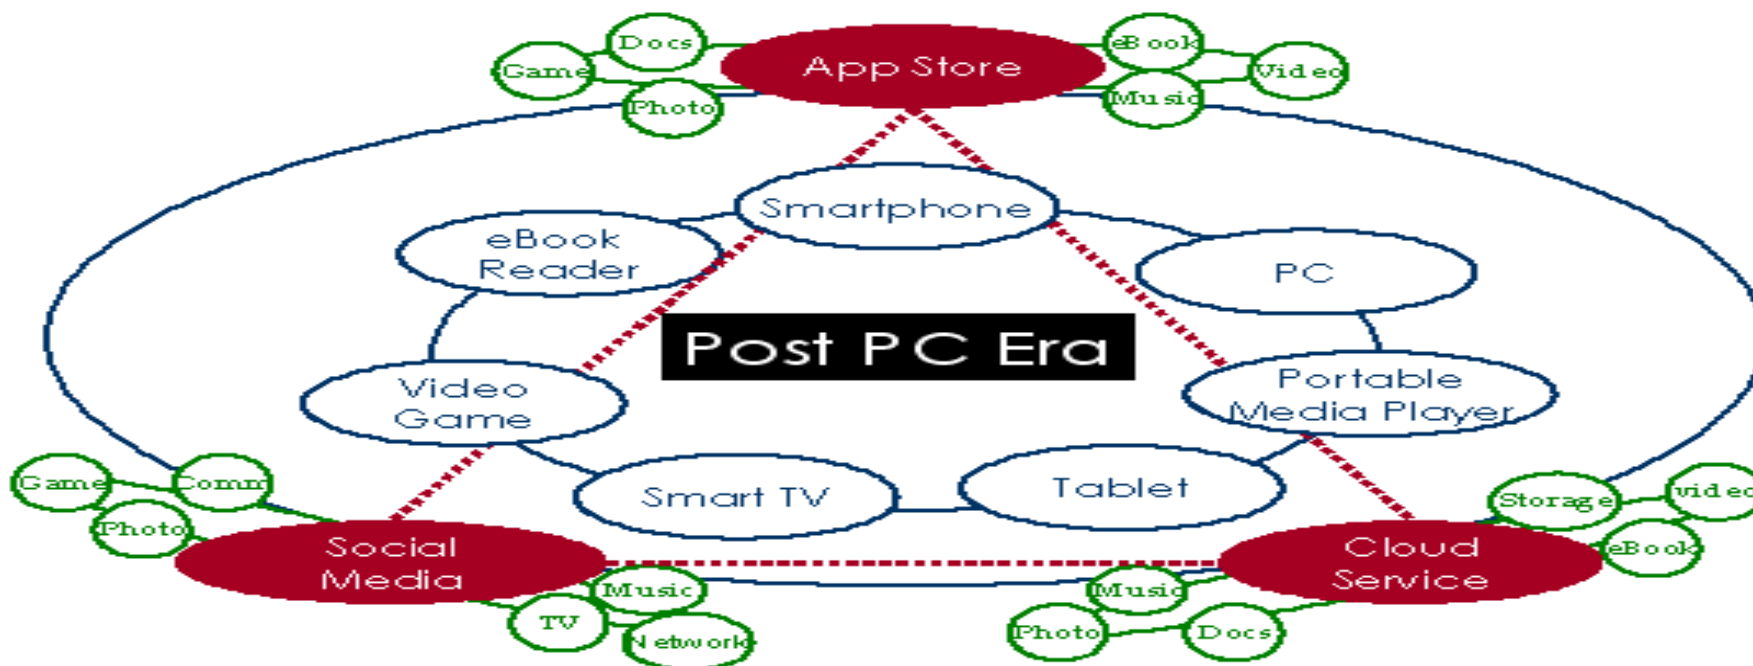 Docs
eBook
Game
App Store
Video
Photo
Music
Smartphone
eBook
Reader
PC
Post PC Era
Video
Game
Portable
Media Player
Game
Comm
Smart TV
Tablet
Storage
video
Photo
Social
Media
Cloud
Service
eBook
Music
TV
Network
Music
Photo
Docs